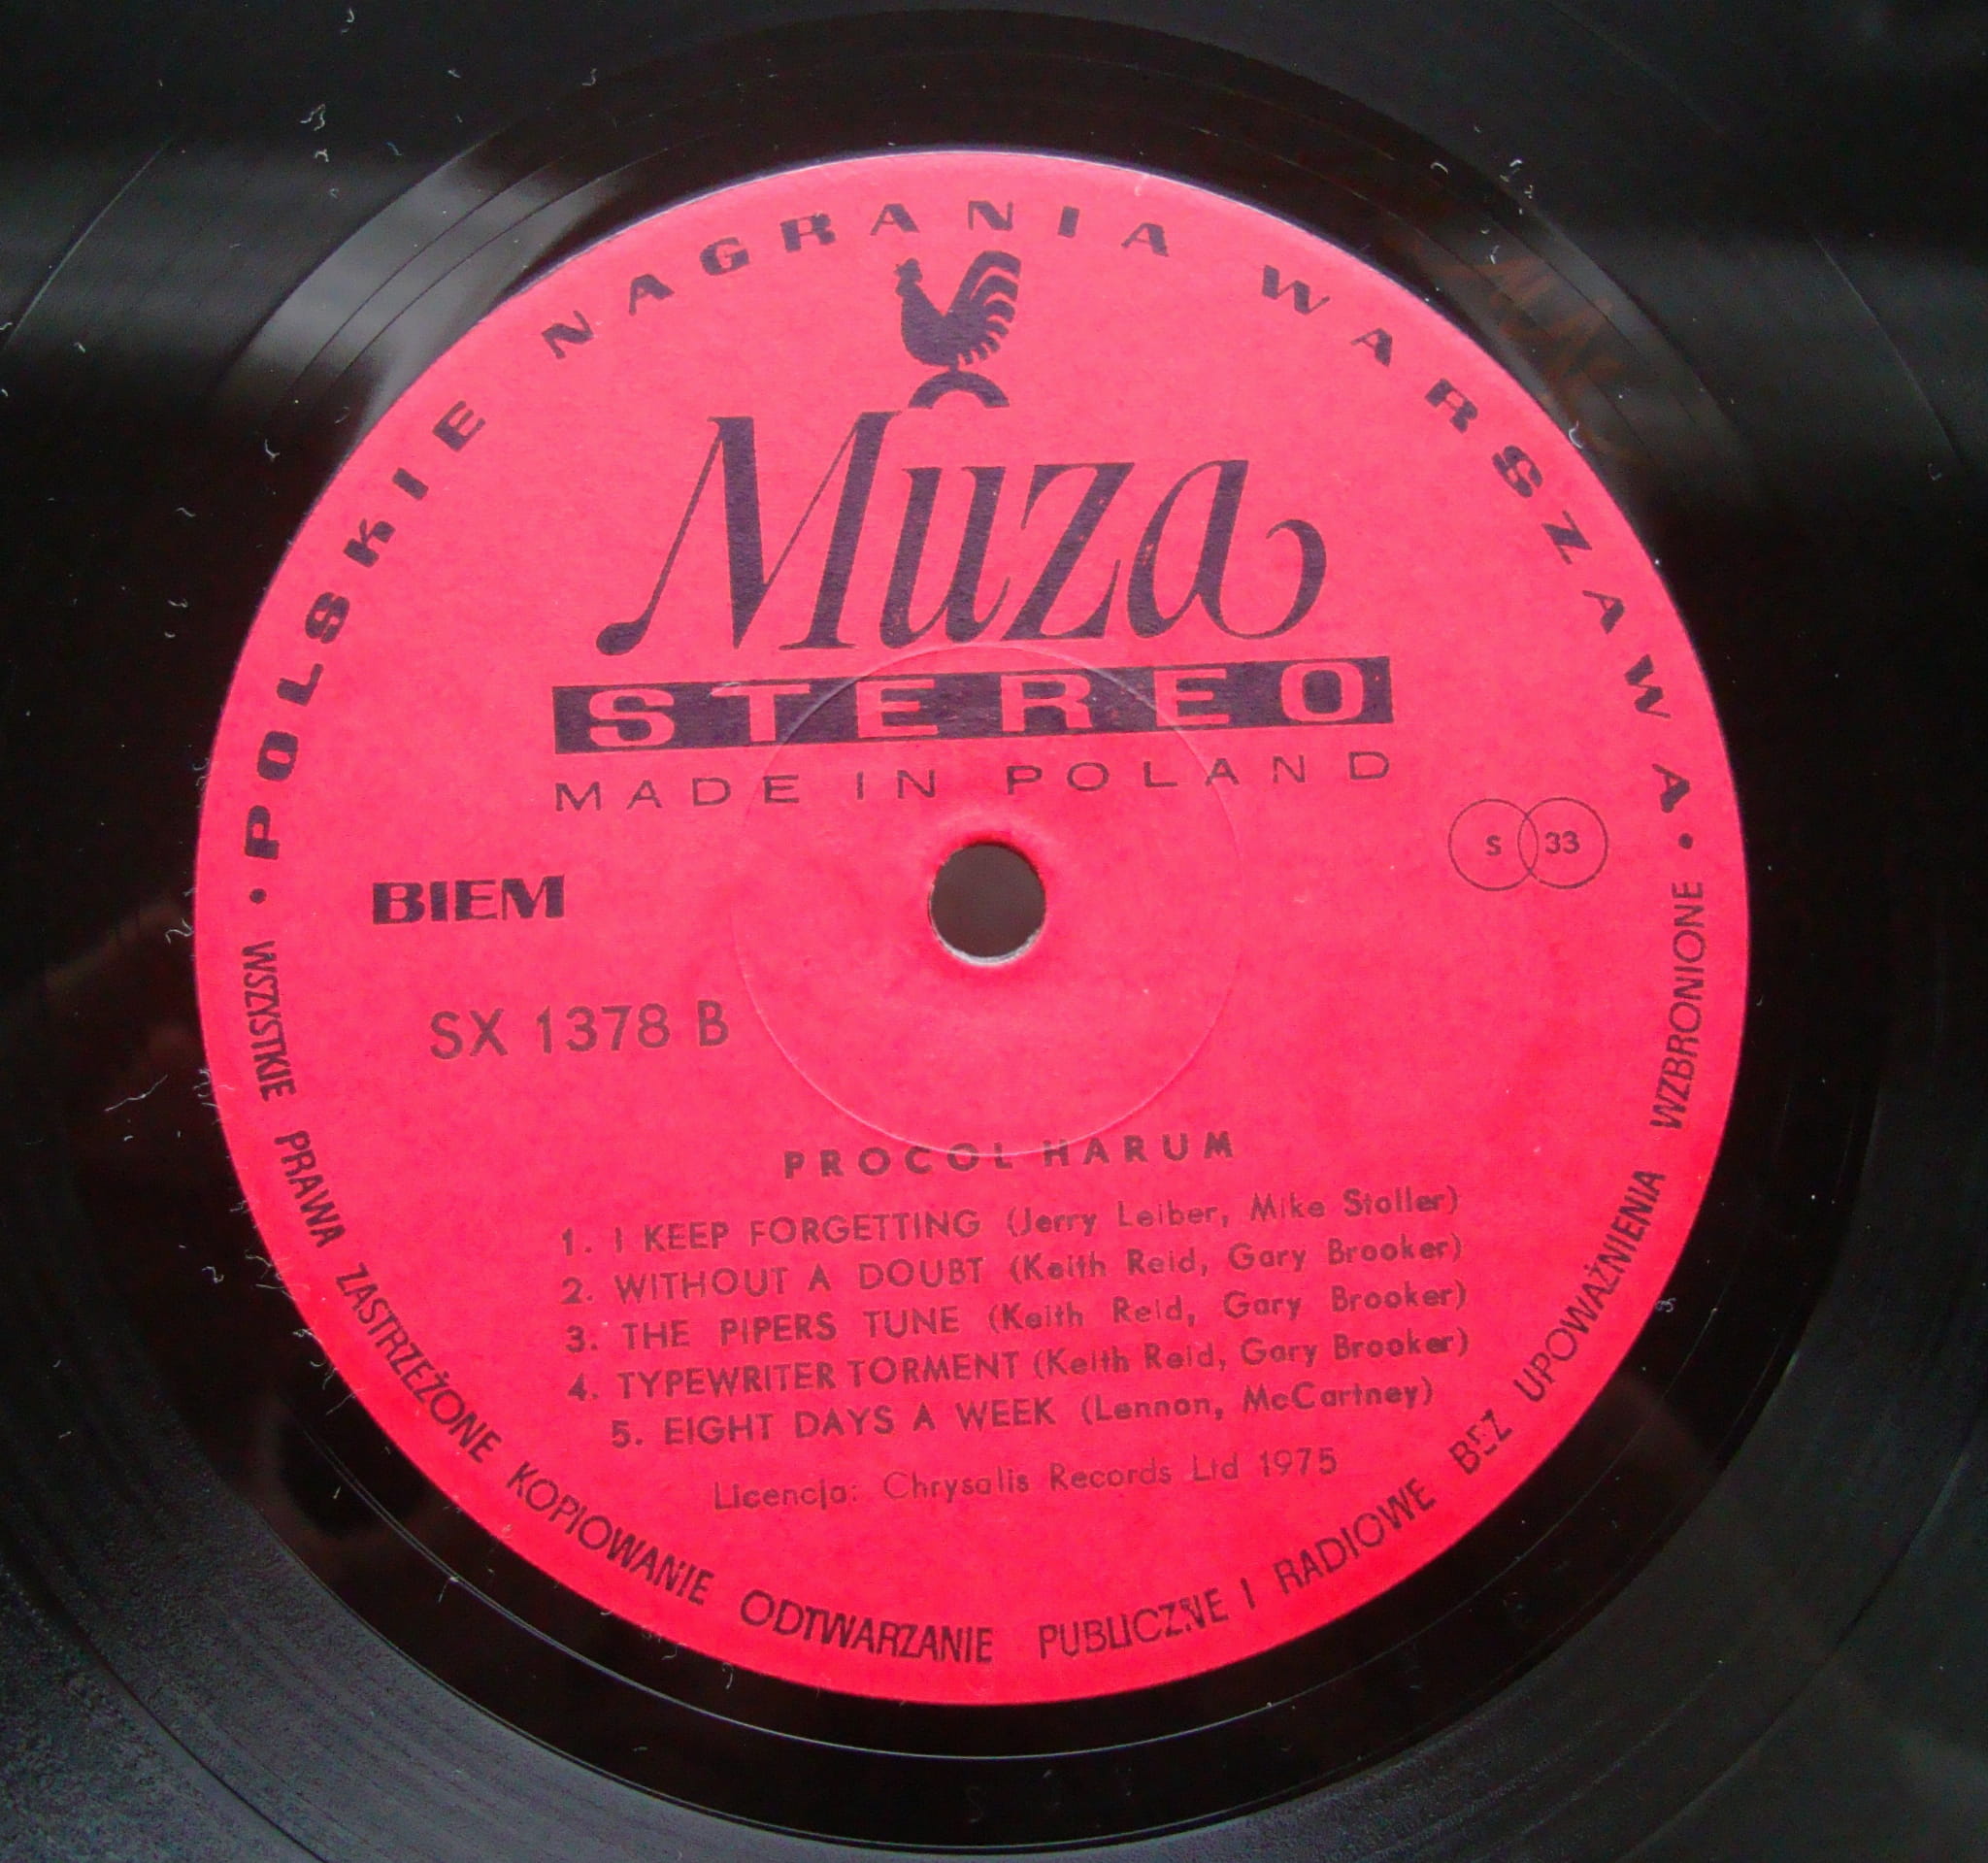 • POLSKIE NAGRANIA WARSZAWA •
Muza
STEREO
MADE IN POLAND
S 33
BIEM
SX 1378 B
PROCOL HARUM
1. I KEEP FORGETTING (Jerry Leiber, Mike Stoller)
2. WITHOUT A DOUBT (Keith Reid, Gary Brooker)
3. THE PIPERS TUNE (Keith Reid, Gary Brooker)
4. TYPEWRITER TORMENT (Keith Reid, Gary Brooker)
5. EIGHT DAYS A WEEK (Lennon, McCartney)
Licencja: Chrysalis Records Ltd 1975
WSZYSTKIE PRAWA ZASTRZEŻONE KOPIOWANIE ODTWARZANIE PUBLICZNE I RADIOWE BEZ UPOWAŻNIENIA WZBRONIONE